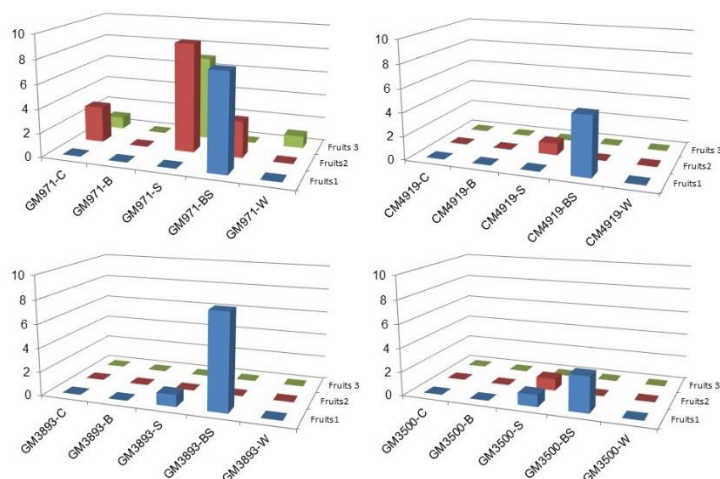 10
8
6
4
2
0
GM971-C
GM971-B
GM971-S
GM971-BS
GM971-W
Fruits 3
Fruits2
Fruits1
10
8
6
4
2
0
CM4919-C
CM4919-B
CM4919-S
CM4919-BS
CM4919-W
Fruits 3
Fruits2
Fruits1
10
8
6
4
2
0
GM3893-C
GM3893-B
GM3893-S
GM3893-BS
GM3893-W
Fruits 3
Fruits2
Fruits1
10
8
6
4
2
0
GM3500-C
GM3500-B
GM3500-S
GM3500-BS
GM3500-W
Fruits 3
Fruits2
Fruits1